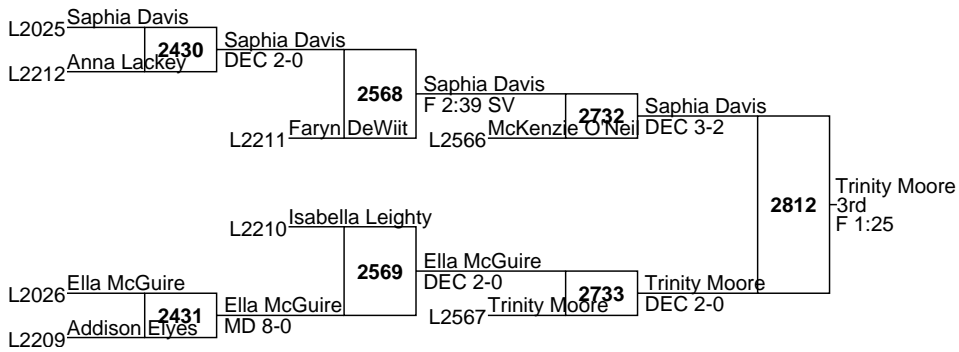 Saphia Davis
L2025
2430
Saphia Davis
Anna Lackey
DEC 2-0
L2212
2568
Saphia Davis
F 2:39 SV
Faryn DeWiit
L2211
2732
Saphia Davis
McKenzie O'Neil
DEC 3-2
L2566
2812
Trinity Moore
3rd
F 1:25
Isabella Leighty
L2210
2569
Ella McGuire
DEC 2-0
Ella McGuire
L2026
2733
Trinity Moore
Trinity Moore
DEC 2-0
L2567
2431
Ella McGuire
MD 8-0
Addison Elyes
L2209